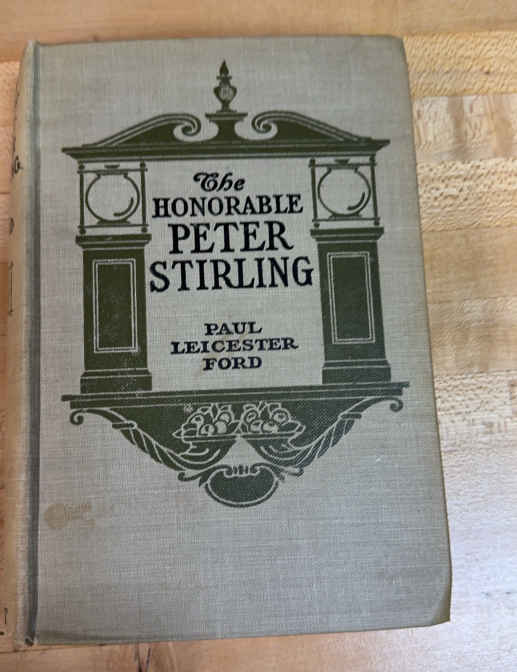 The
HONORABLE
PETER
STIRLING
PAUL
LEICESTER
FORD